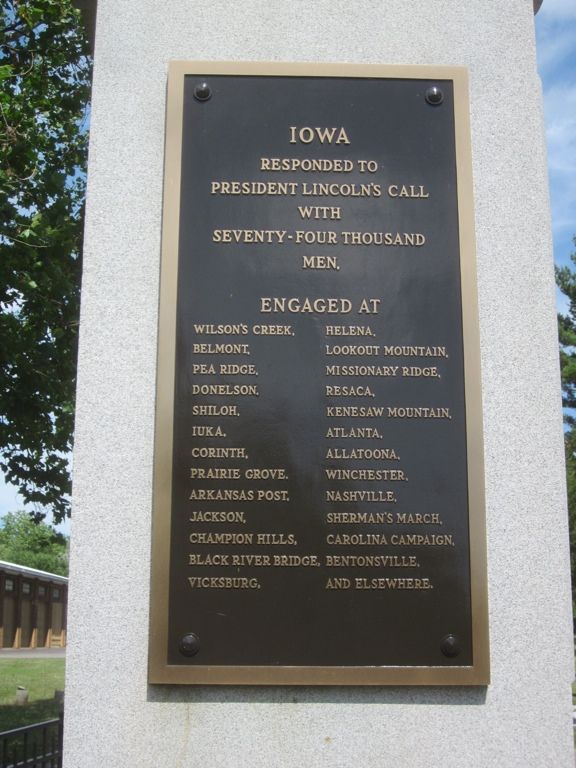 IOWA
RESPONDED TO
PRESIDENT LINCOLN'S CALL
WITH
SEVENTY-FOUR THOUSAND
MEN.
ENGAGED AT
WILSON'S CREEK,
BELMONT,
PEA RIDGE,
DONELSON,
SHILOH,
IUKA,
CORINTH,
PRAIRIE GROVE.
ARKANSAS POST,
JACKSON,
CHAMPION HILLS,
BLACK RIVER BRIDGE,
VICKSBURG,
HELENA,
LOOKOUT MOUNTAIN,
MISSIONARY RIDGE,
RESACA,
KENESAW MOUNTAIN,
ATLANTA,
ALLATOONA,
WINCHESTER,
NASHVILLE,
SHERMAN'S MARCH,
CAROLINA CAMPAIGN,
BENTONSVILLE,
AND ELSEWHERE.